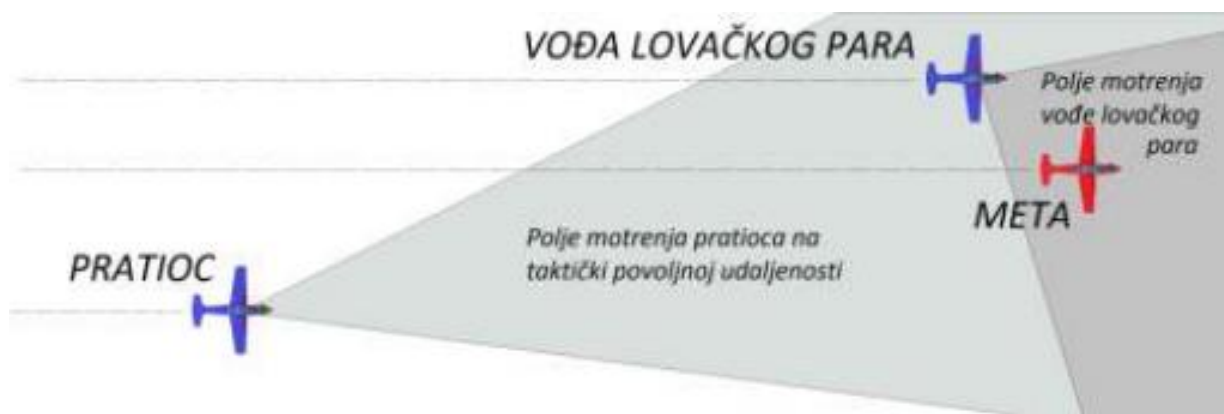 VOĐA LOVAČKOG PARA
Polje motrenja
vođe lovačkog
para
META
Polje motrenja pratioca na
taktički povoljnoj udaljenosti
PRATIOC